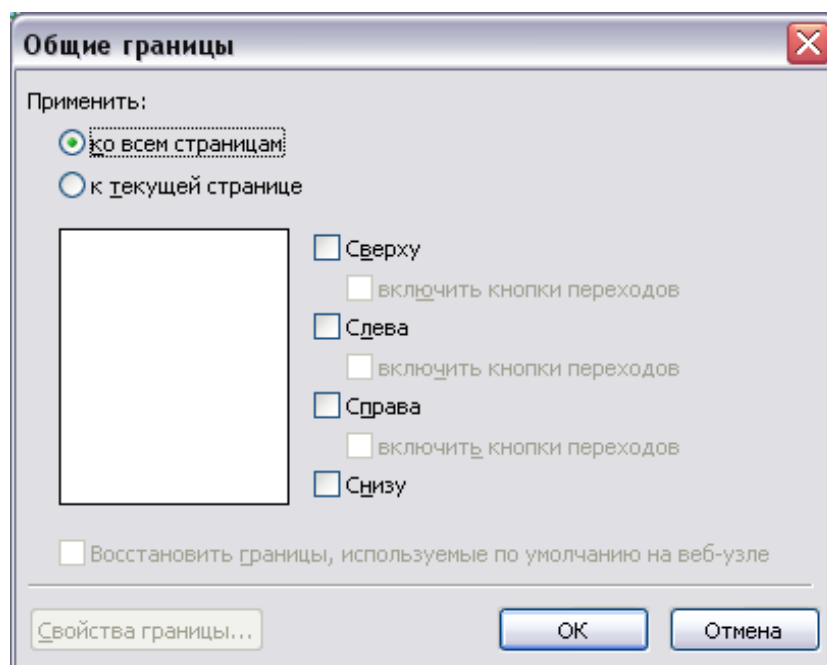 Общие границы
Применить:
ко всем страницам
к текущей странице
Сверху
включить кнопки переходов
Слева
включить кнопки переходов
Справа
включить кнопки переходов
Снизу
Восстановить границы, используемые по умолчанию на веб-узле
Свойства границы...
ОК
Отмена